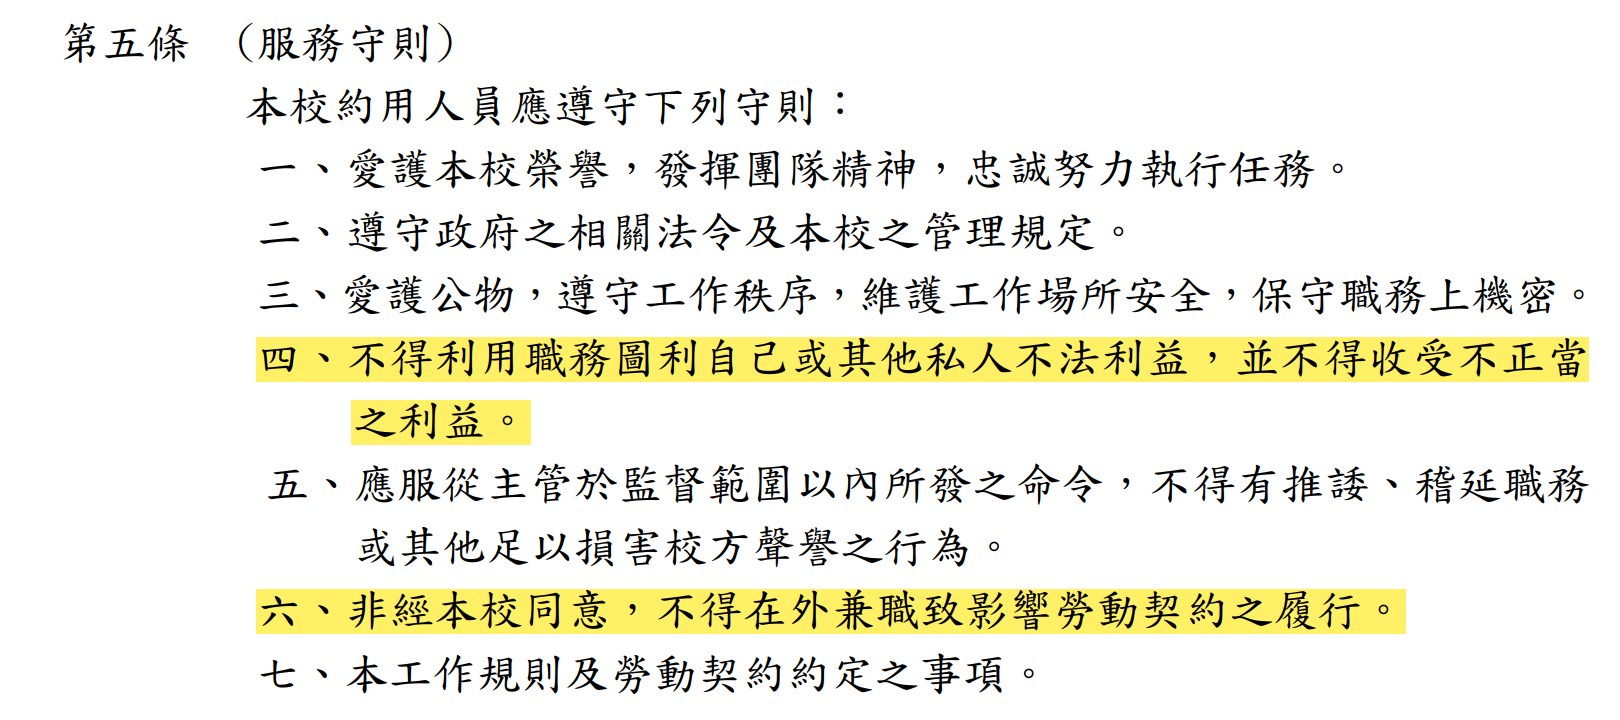 第五條 （服務守則）
本校約用人員應遵守下列守則：
一、愛護本校榮譽，發揮團隊精神，忠誠努力執行任務。
二、遵守政府之相關法令及本校之管理規定。
三、愛護公物，遵守工作秩序，維護工作場所安全，保守職務上機密。
四、不得利用職務圖利自己或其他私人不法利益，並不得收受不正當
之利益。
五、應服從主管於監督範圍以內所發之命令，不得有推諉、稽延職務
或其他足以損害校方聲譽之行為。
六、非經本校同意，不得在外兼職致影響勞動契約之履行。
七、本工作規則及勞動契約約定之事項。